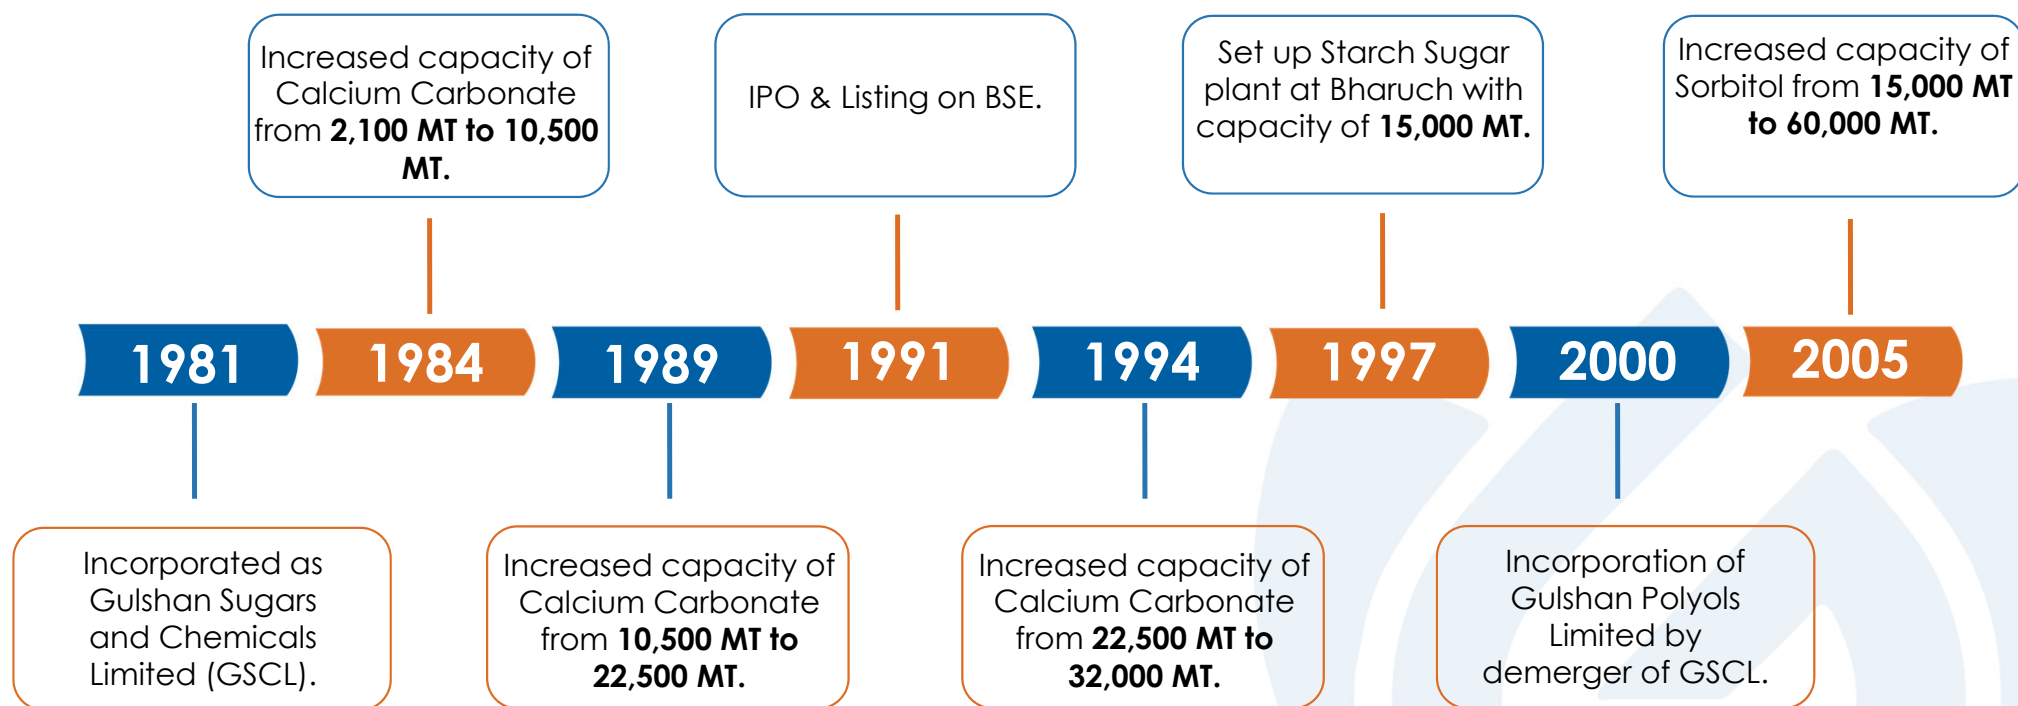 Increased capacity of
Calcium Carbonate
from 2,100 MT to 10,500
MT.
IPO & Listing on BSE.
Set up Starch Sugar
plant at Bharuch with
capacity of 15,000 MT.
Increased capacity of
Sorbitol from 15,000 MT
to 60,000 MT.
1981
1984
1989
1991
1994
1997
2000
2005
Incorporated as
Gulshan Sugars
and Chemicals
Limited (GSCL).
Increased capacity of
Calcium Carbonate
from 10,500 MT to
22,500 MT.
Increased capacity of
Calcium Carbonate
from 22,500 MT to
32,000 MT.
Incorporation of
Gulshan Polyols
Limited by
demerger of GSCL.